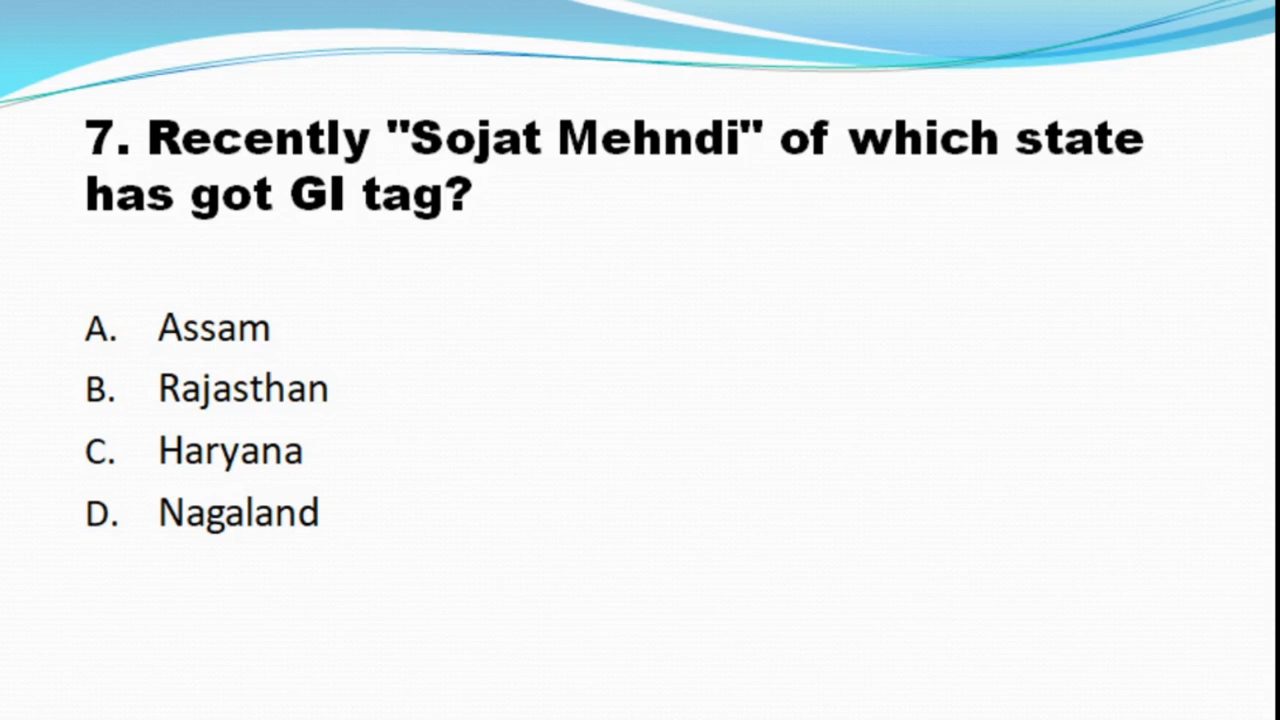 7. Recently "Sojat Mehndi" of which state
has got GI tag?
A. Assam
B. Rajasthan
C. Haryana
D. Nagaland